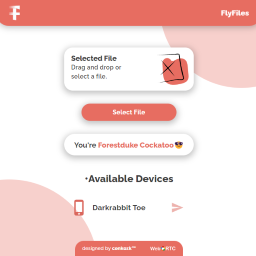 FlyFiles
Selected File
Drag and drop or
select a file.
Select File
You're Forestduke Cockatoo
•Available Devices
Darkrabbit Toe
designed by
Web RTC